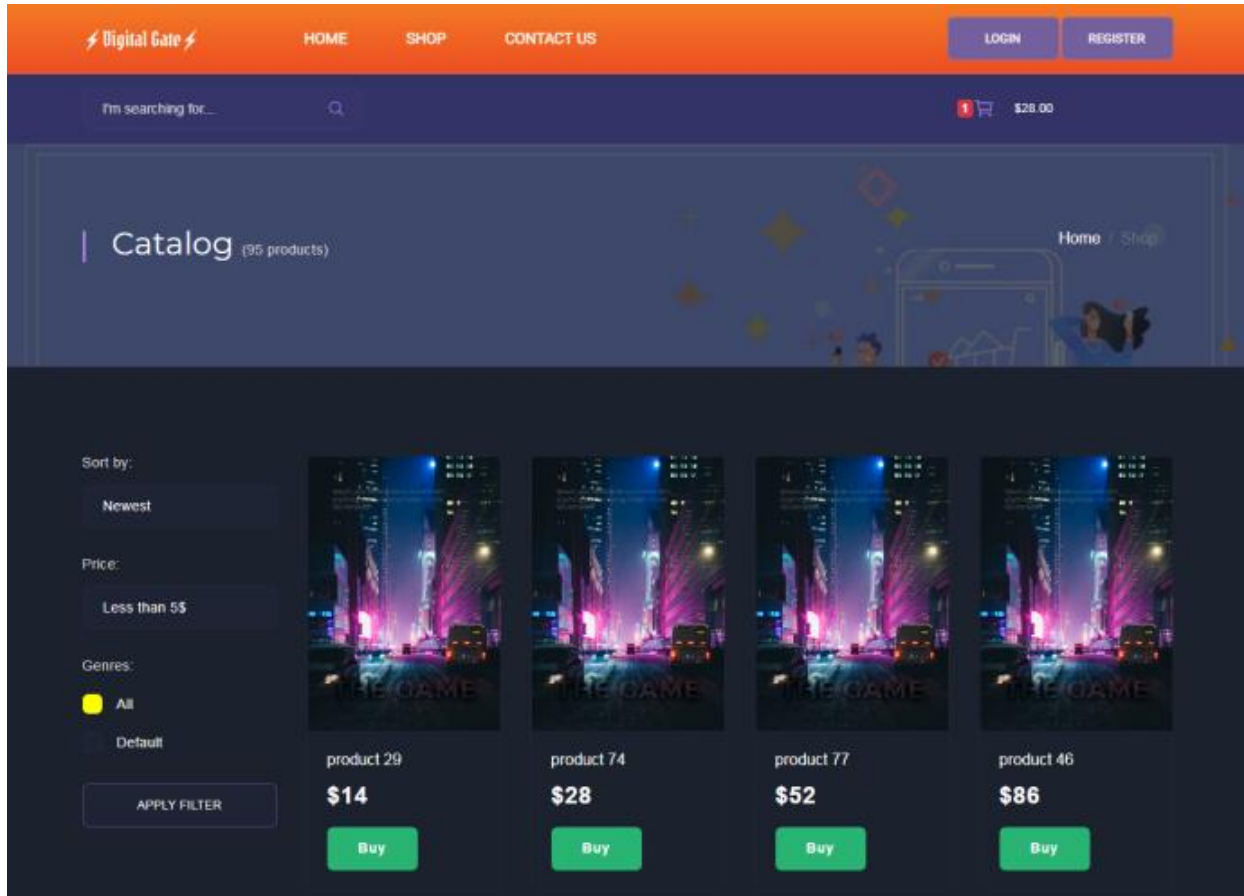 Digital Gate
HOME
SHOP
CONTACT US
LOGIN
REGISTER
I'm searching for...
1
$28.00
Catalog (95 products)
Home / Shop
Sort by:
Newest
Price:
Less than 5$
Genres:
All
Default
APPLY FILTER
THE GAME
THE GAME
THE GAME
THE GAME
product 29
product 74
product 77
product 46
$14
$28
$52
$86
Buy
Buy
Buy
Buy